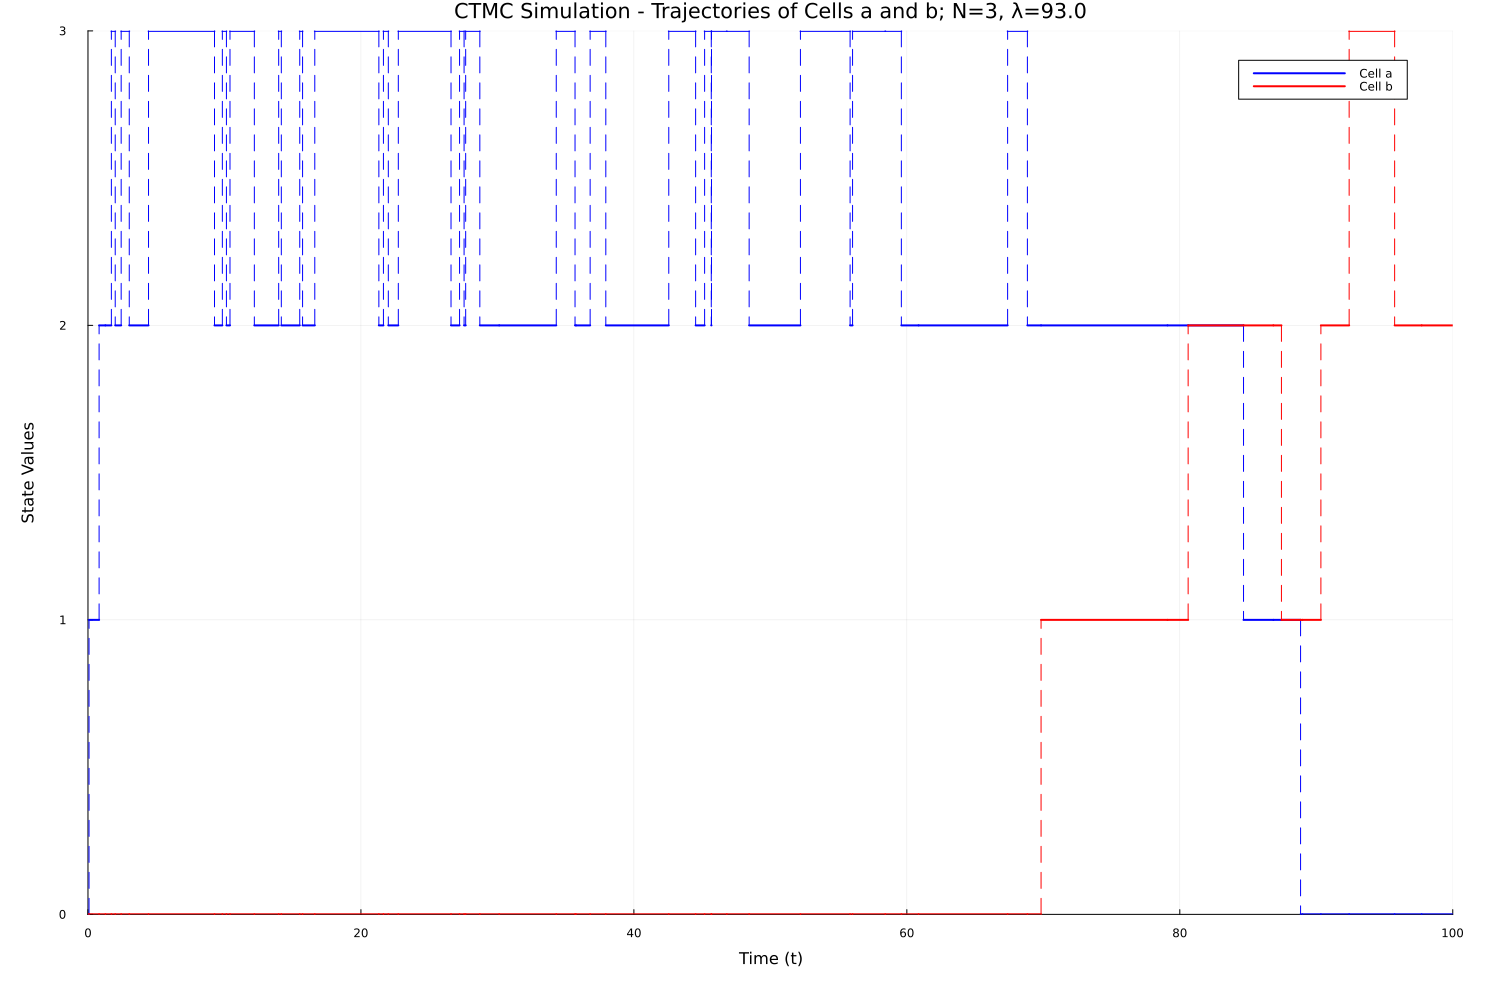 CTMC Simulation - Trajectories of Cells a and b; N=3, λ=93.0
3
Cell a
Cell b
2
State Values
1
0
0 20 40 60 80 100
Time (t)